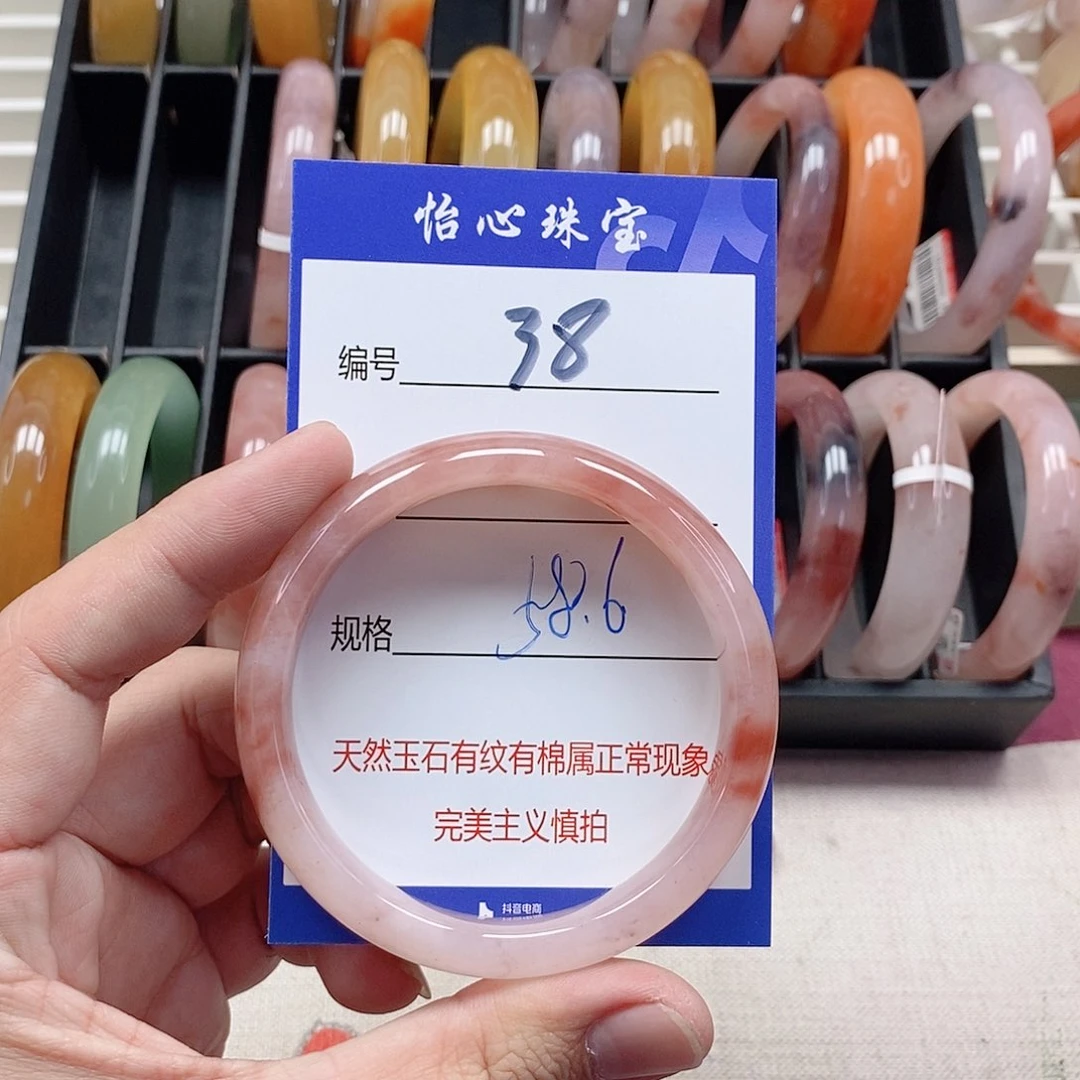 怡心珠宝
编号 38
规格 58.6
天然玉石有纹有棉属正常现象
完美主义慎拍
抖音电商